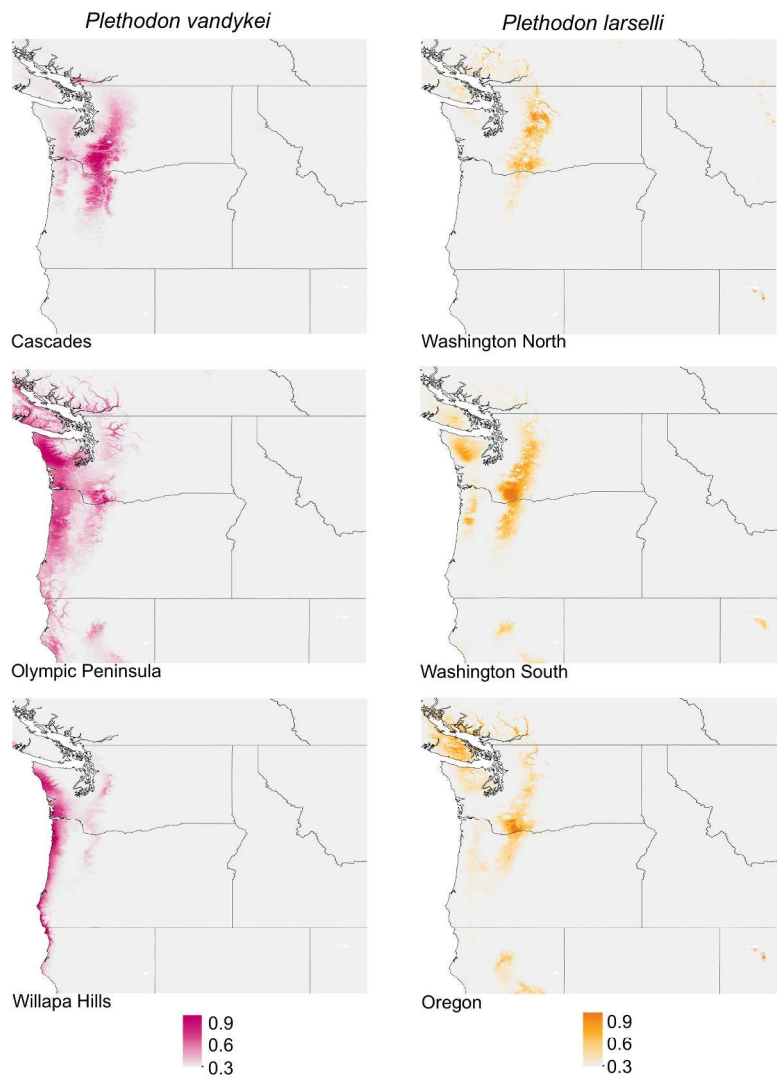 Plethodon vandykei
Plethodon larselli
Cascades
Washington North
Olympic Peninsula
Washington South
Willapa Hills
Oregon
0.9
0.6
0.3
0.9
0.6
0.3